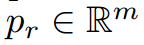 p_r ∈ ℝ^m